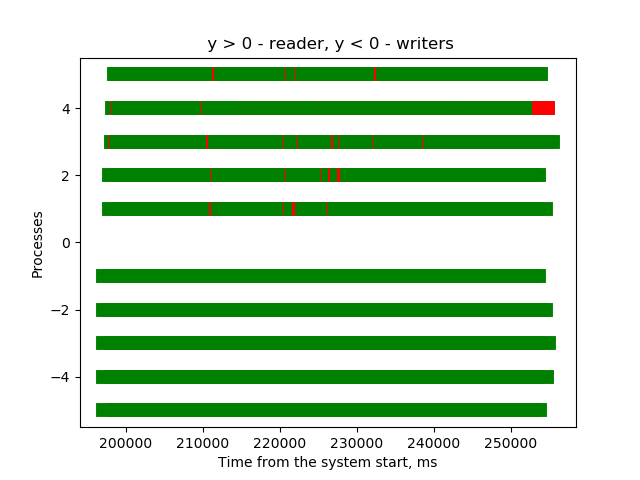 y > 0 - reader, y < 0 - writers
4
2
0
−2
−4
Processes
200000 210000 220000 230000 240000 250000
Time from the system start, ms